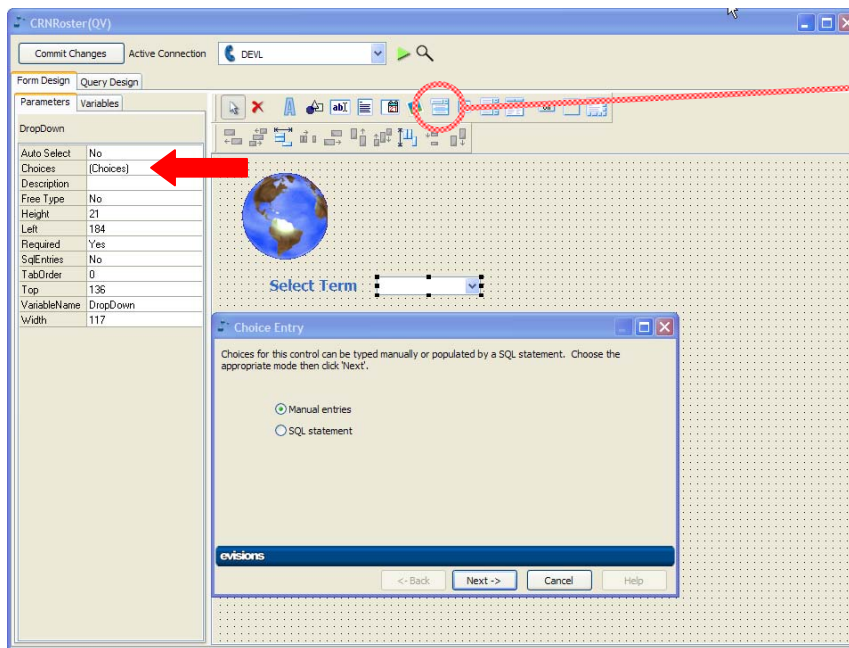 CRNRoster(QV)
Commit Changes Active Connection DEVL
Form Design Query Design
Parameters Variables
DropDown
Auto Select No
Choices (Choices)
Description
Free Type No
Height 21
Left 184
Required Yes
SqlEntries No
TabOrder 0
Top 136
VariableName DropDown
Width 117
A abI
Select Term
Choice Entry
Choices for this control can be typed manually or populated by a SQL statement. Choose the
appropriate mode then click 'Next'.
Manual entries
SQL statement
evisions
<- Back Next -> Cancel Help